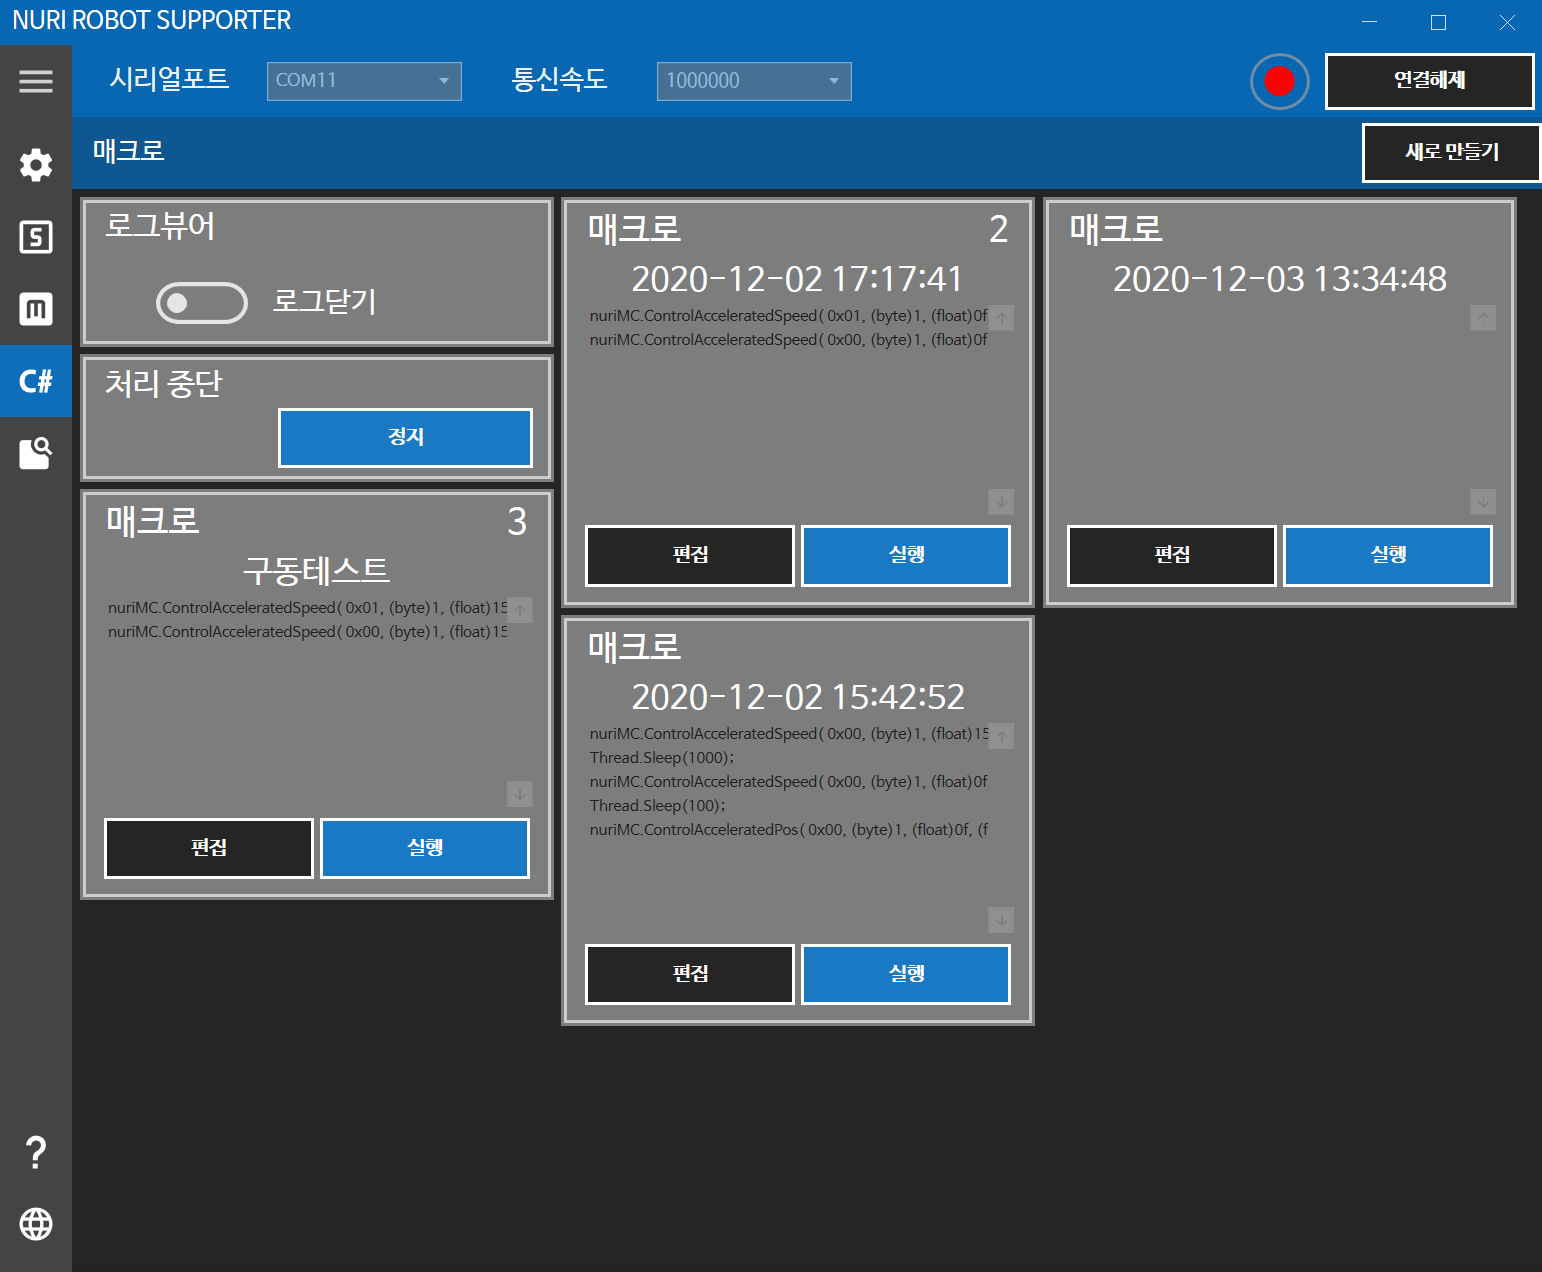 NURI ROBOT SUPPORTER
시리얼포트
COM11
통신속도
1000000
연결해제
매크로
새로 만들기
로그뷰어
로그닫기
처리 중단
정지
매크로 3
구동테스트
nuriMC.ControlAcceleratedSpeed( 0x01, (byte)1, (float)15
nuriMC.ControlAcceleratedSpeed( 0x00, (byte)1, (float)15
편집
실행
매크로 2
2020-12-02 17:17:41
nuriMC.ControlAcceleratedSpeed( 0x01, (byte)1, (float)0f
nuriMC.ControlAcceleratedSpeed( 0x00, (byte)1, (float)0f
편집
실행
매크로
2020-12-02 15:42:52
nuriMC.ControlAcceleratedSpeed( 0x00, (byte)1, (float)15
Thread.Sleep(1000);
nuriMC.ControlAcceleratedSpeed( 0x00, (byte)1, (float)0f
Thread.Sleep(100);
nuriMC.ControlAcceleratedPos( 0x00, (byte)1, (float)0f, (f
편집
실행
매크로
2020-12-03 13:34:48
편집
실행
S
m
C#
?